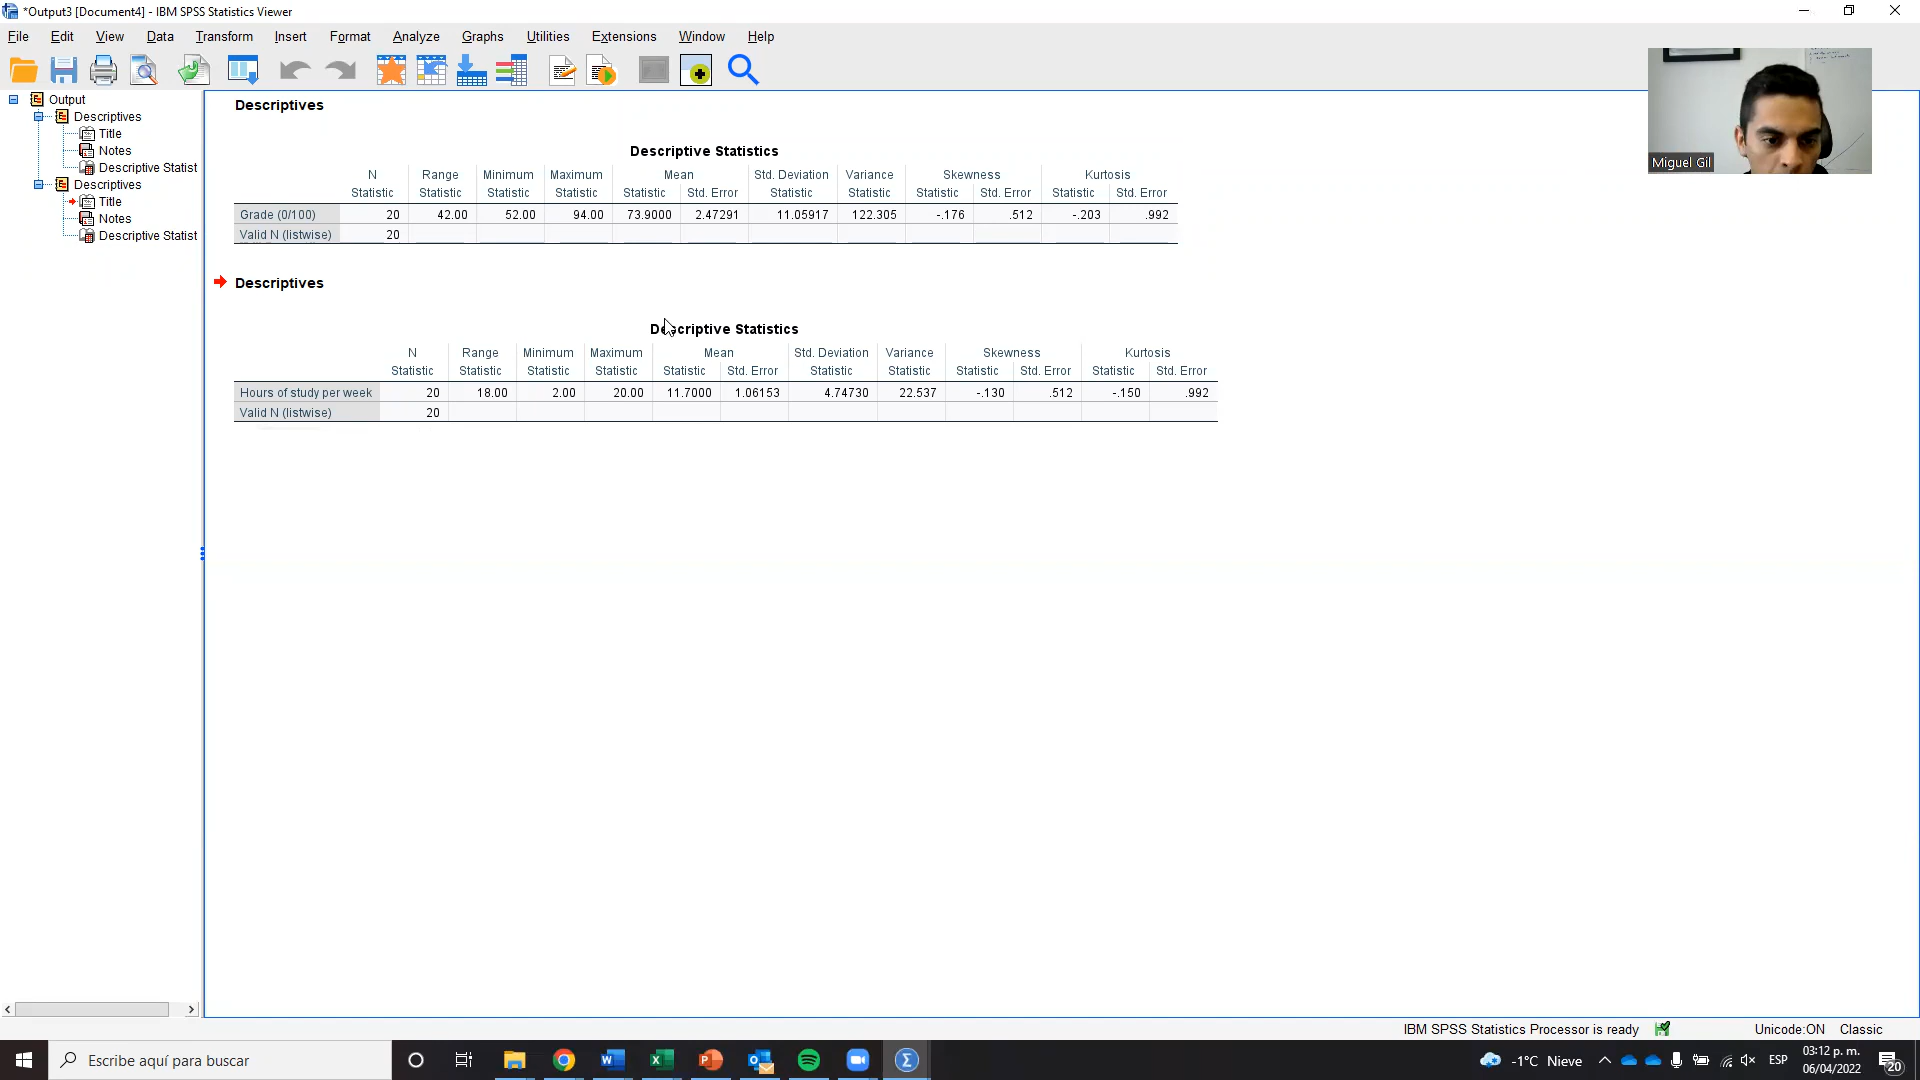 *Output3 [Document4] - IBM SPSS Statistics Viewer
File Edit View Data Transform Insert Format Analyze Graphs Utilities Extensions Window Help
Output
Descriptives
Title
Notes
Descriptive Statist
Descriptives
Title
Notes
Descriptive Statist
Descriptives
Descriptive Statistics
N Range Minimum Maximum Mean Std. Deviation Variance Skewness Kurtosis
Statistic Statistic Statistic Statistic Statistic Std. Error Statistic Statistic Statistic Std. Error Statistic Std. Error
Grade (0/100) 20 42.00 52.00 94.00 73.9000 2.47291 11.05917 122.305 -.176 .512 -.203 .992
Valid N (listwise) 20
Descriptives
Descriptive Statistics
N Range Minimum Maximum Mean Std. Deviation Variance Skewness Kurtosis
Statistic Statistic Statistic Statistic Statistic Std. Error Statistic Statistic Statistic Std. Error Statistic Std. Error
Hours of study per week 20 18.00 2.00 20.00 11.7000 1.06153 4.74730 22.537 -.130 .512 -.150 .992
Valid N (listwise) 20
Miguel Gil
IBM SPSS Statistics Processor is ready Unicode:ON Classic
Escribe aquí para buscar
-1°C Nieve
ESP
03:12 p. m.
06/04/2022
20